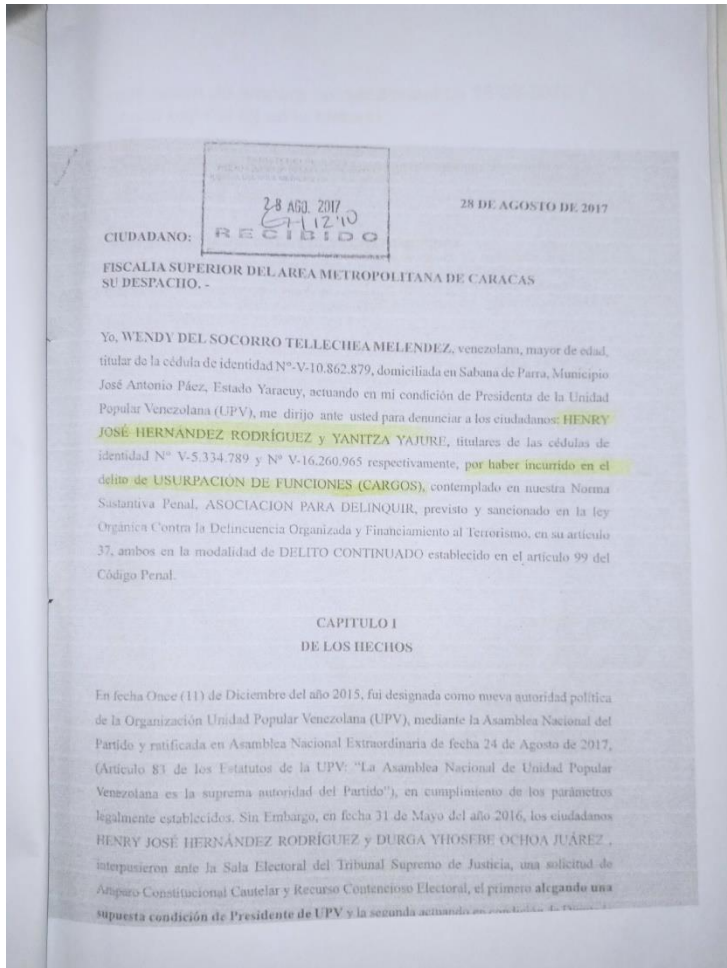 28 AGO. 2017
12'10
RECIBIDO
28 DE AGOSTO DE 2017
CIUDADANO:
FISCALIA SUPERIOR DEL AREA METROPOLITANA DE CARACAS
SU DESPACHO. -
Yo, WENDY DEL SOCORRO TELLECHEA MELENDEZ, venezolana, mayor de edad,
titular de la cédula de identidad Nº-V-10.862.879, domiciliada en Sabana de Parra, Municipio
José Antonio Páez, Estado Yaracuy, actuando en mi condición de Presidenta de la Unidad
Popular Venezolana (UPV), me dirijo ante usted para denunciar a los ciudadanos: HENRY
JOSÉ HERNÁNDEZ RODRÍGUEZ y YANITZA YAJURE, titulares de las cédulas de
identidad Nº V-5.334.789 y Nº V-16.260.965 respectivamente, por haber incurrido en el
delito de USURPACIÓN DE FUNCIONES (CARGOS), contemplado en nuestra Norma
Sustantiva Penal, ASOCIACION PARA DELINQUIR, previsto y sancionado en la ley
Orgánica Contra la Delincuencia Organizada y Financiamiento al Terrorismo, en su artículo
37, ambos en la modalidad de DELITO CONTINUADO establecido en el artículo 99 del
Código Penal.
CAPITULO I
DE LOS HECHOS
En fecha Once (11) de Diciembre del año 2015, fui designada como nueva autoridad política
de la Organización Unidad Popular Venezolana (UPV), mediante la Asamblea Nacional del
Partido y ratificada en Asamblea Nacional Extraordinaria de fecha 24 de Agosto de 2017,
(Artículo 83 de los Estatutos de la UPV: "La Asamblea Nacional de Unidad Popular
Venezolana es la suprema autoridad del Partido"), en cumplimiento de los parámetros
legalmente establecidos. Sin Embargo, en fecha 31 de Mayo del año 2016, los ciudadanos
HENRY JOSÉ HERNÁNDEZ RODRÍGUEZ y DURGA YHOSEBE OCHOA JUÁREZ ,
interpusieron ante la Sala Electoral del Tribunal Supremo de Justicia, una solicitud de
Amparo Constitucional Cautelar y Recurso Contencioso Electoral, el primero alegando una
supuesta condición de Presidente de UPV y la segunda actuando en condición de